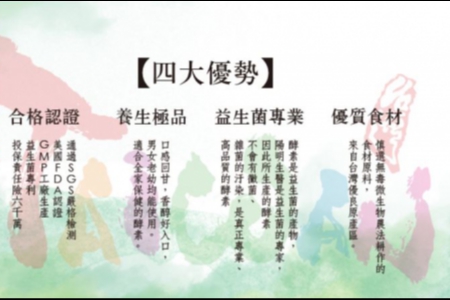 【四大優勢】
優質食材
慎選無毒微生物農法耕作的
食材原料,
來自台灣優良原產區。
益生菌專業
酵素是益生菌的產物,
陽明生醫是益生菌的專家,
因此所生產的酵素
不會有黴菌、
雜菌的汙染,是真正專業、
高品質的酵素
養生極品
口感回甘,香醇好入口,
男女老幼均能使用,
適合全家保健的酵素。
合格認證
通過SGS嚴格檢測
美國FDA認證
GMP工廠生產
益生菌專利
投保責任險六千萬
台灣
TAIWAN